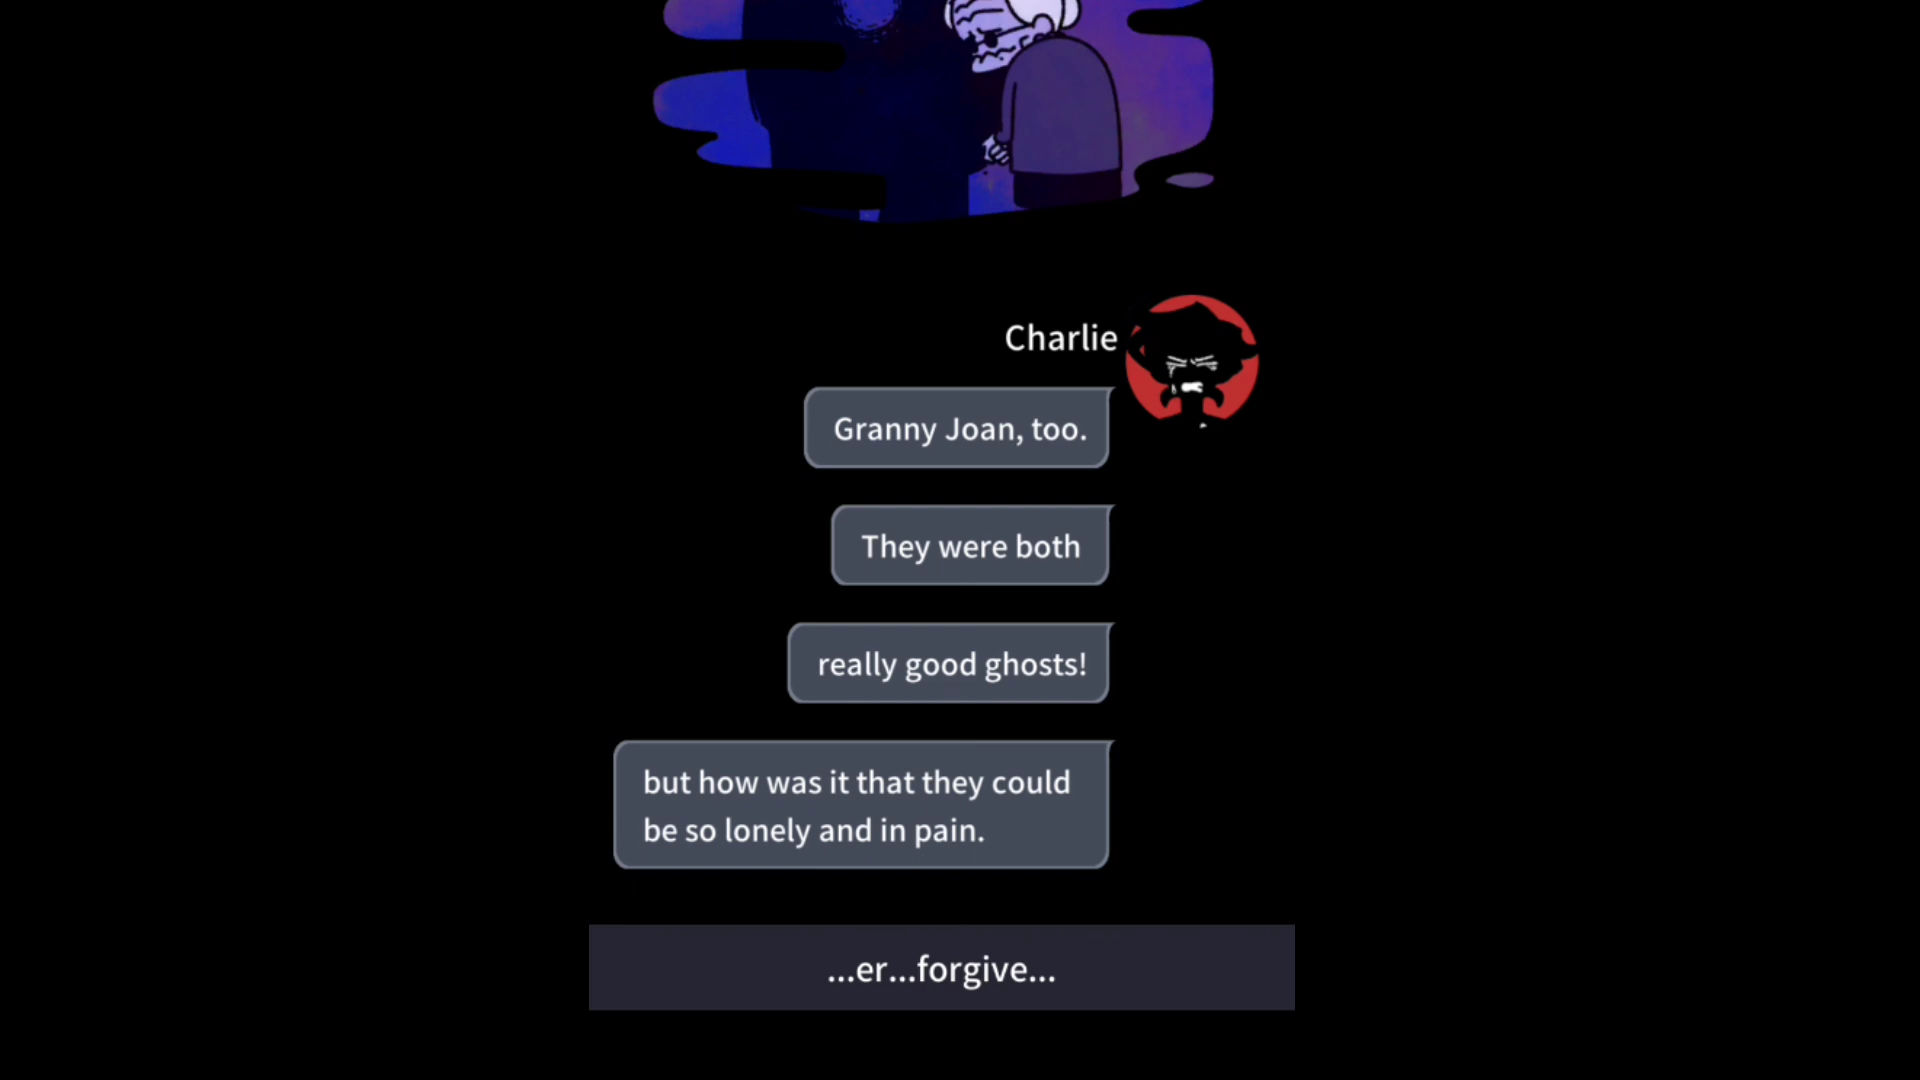 Charlie
Granny Joan, too.
They were both
really good ghosts!
but how was it that they could
be so lonely and in pain.
...er...forgive...